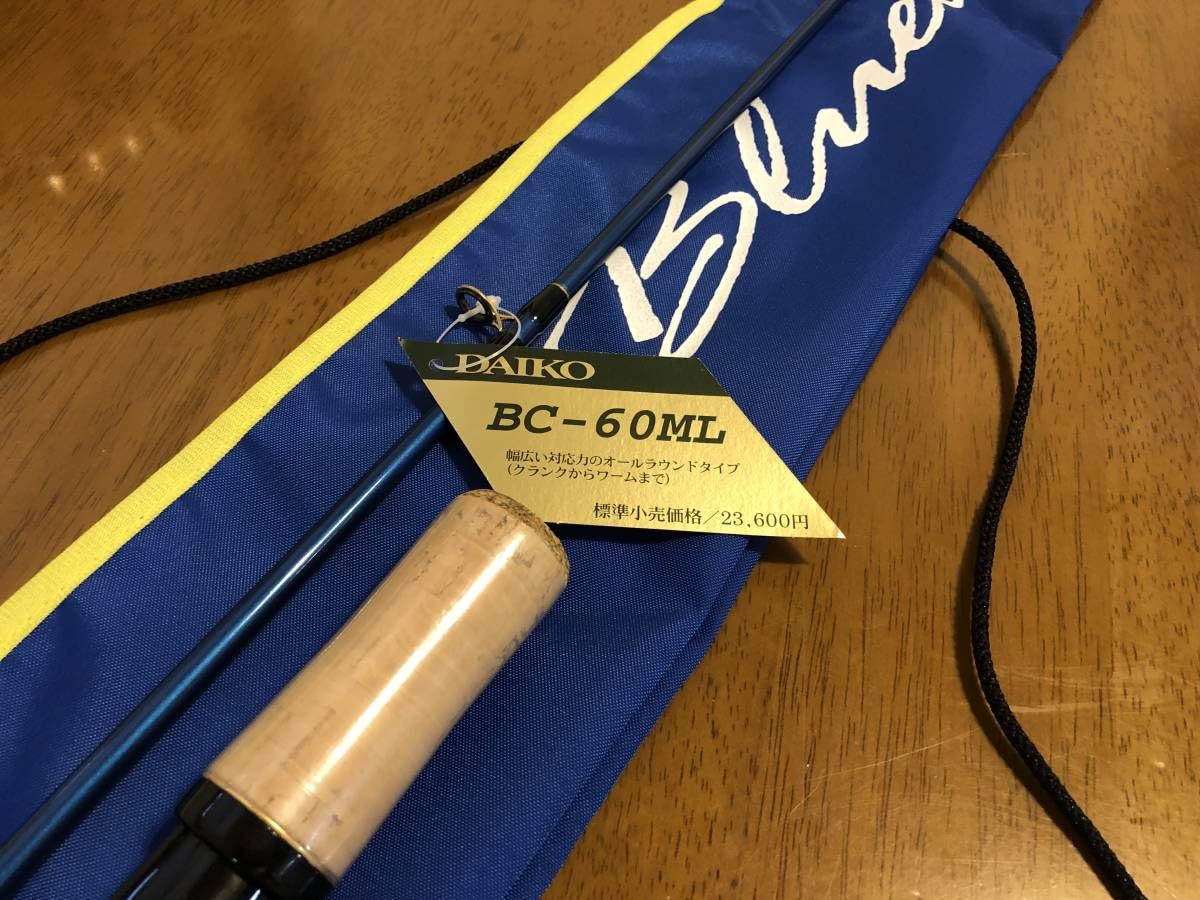 DAIKO
BC-60ML
幅広い対応力のオールラウンドタイプ
(クランクからワームまで)
標準小売価格/23,600円